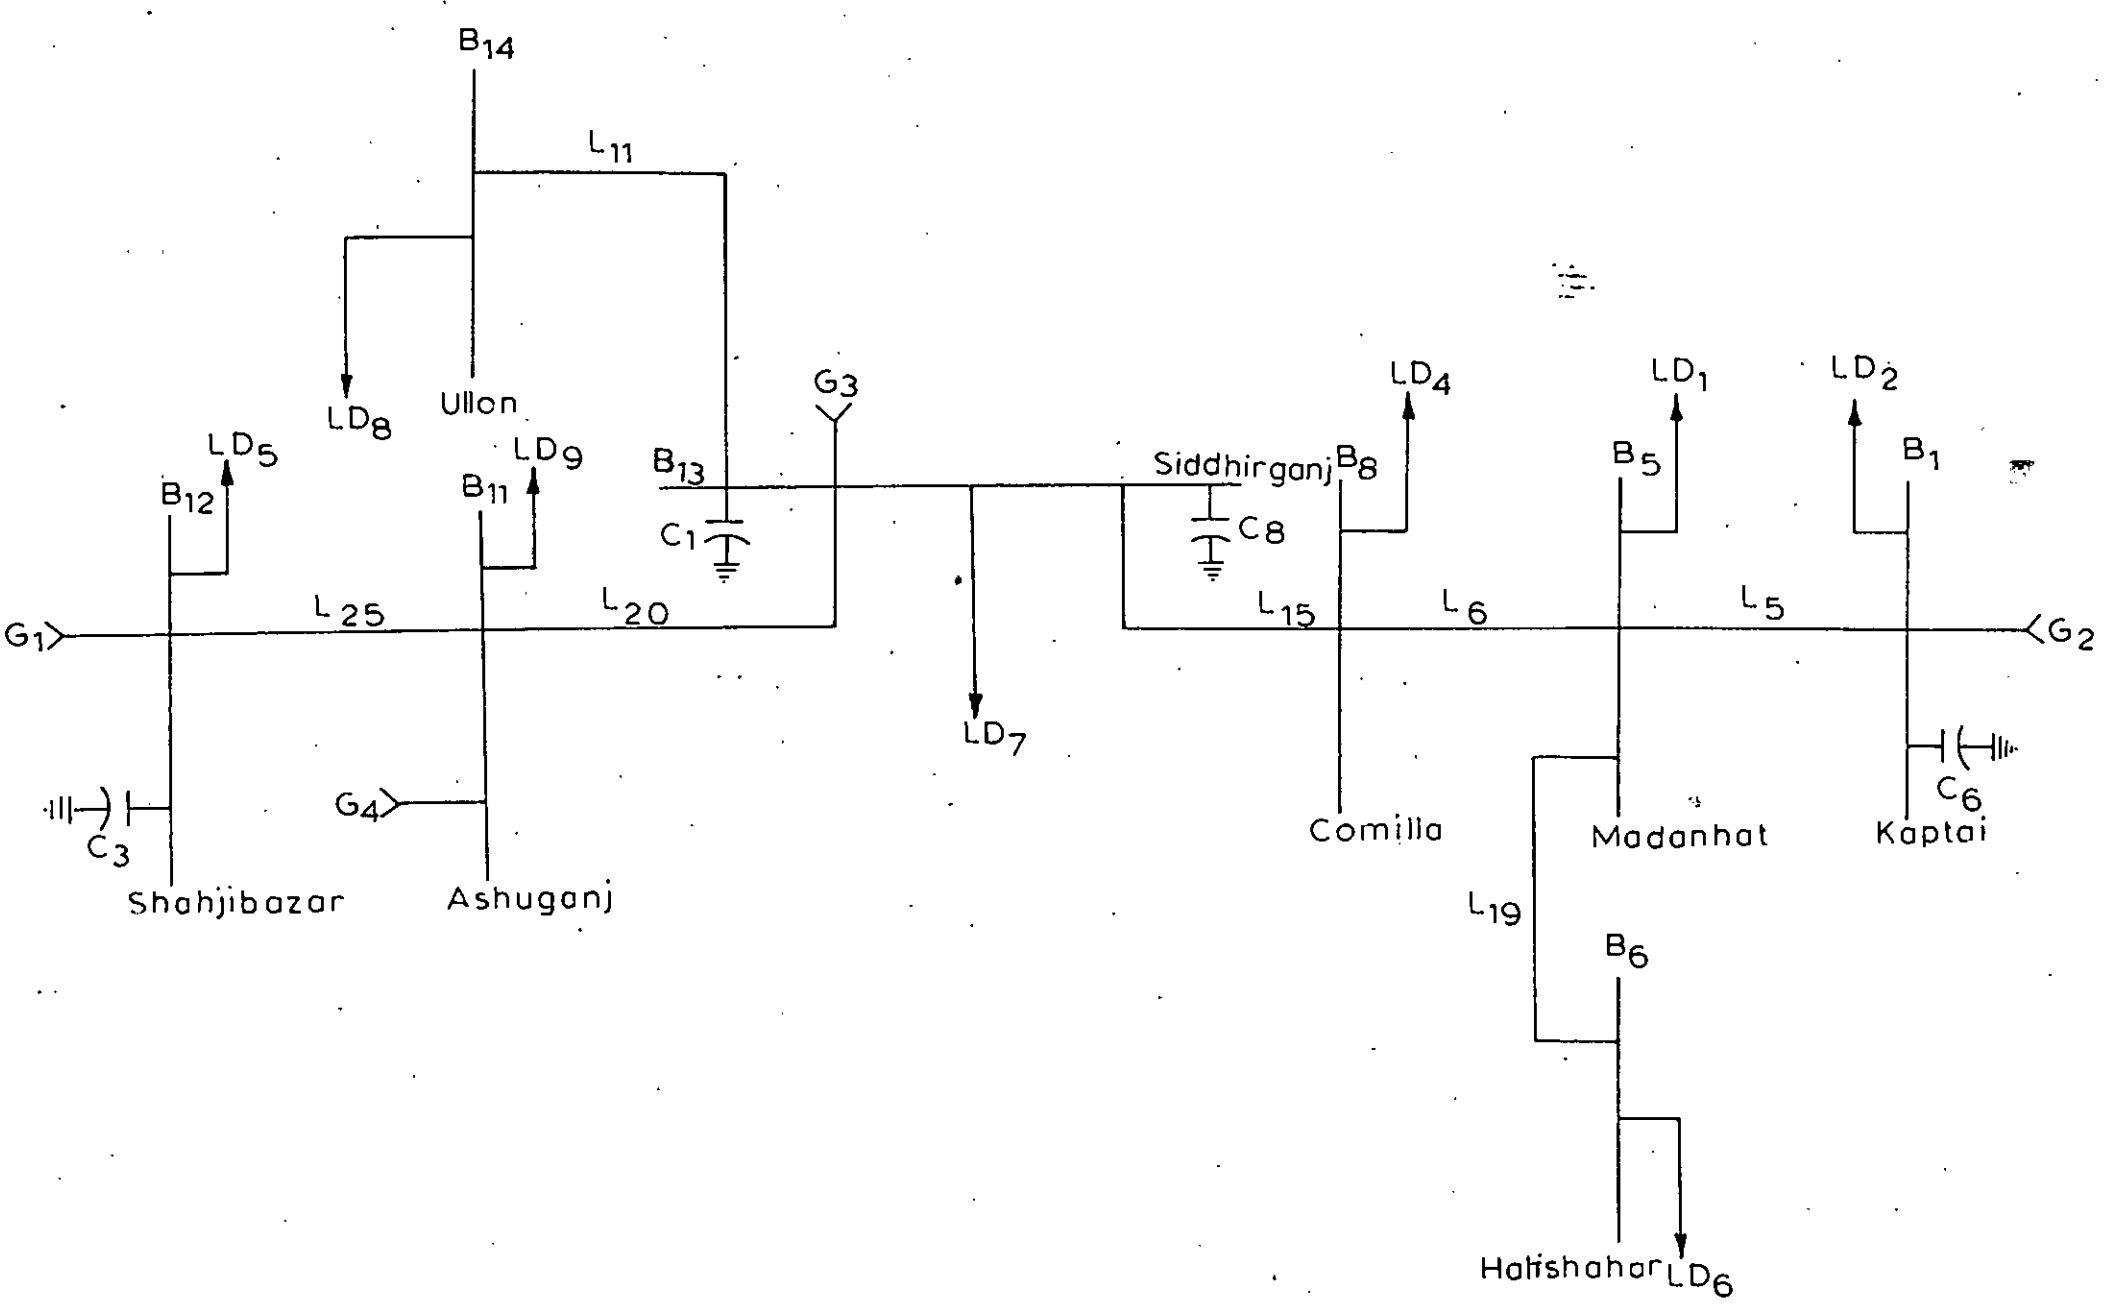 B14
L11
LD8
Ullon
G3
LD5
LD9
B12
B11
B13
Siddhirganj
B8
LD4
LD1
LD2
B5
B1
C1
C8
G1
L25
L20
L15
L6
L5
G2
LD7
G4
C3
C6
Shahjibazar
Ashuganj
Comilla
Madanhat
Kaptai
L19
B6
Halishahar
LD6